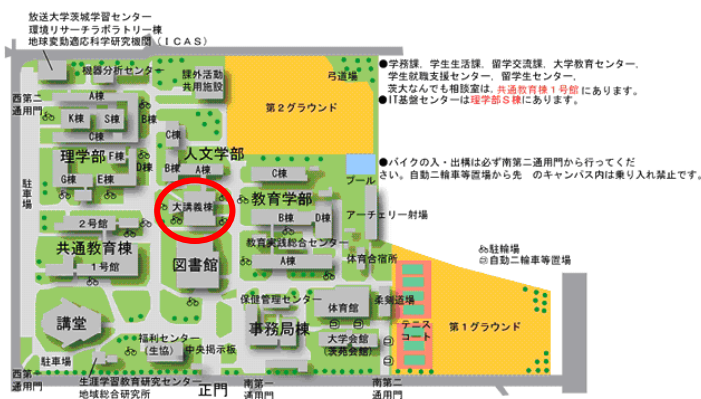 放送大学茨城学習センター
環境リサーチラボラトリー棟
地球変動適応科学研究機関（ＩＣＡＳ）
機器分析センター
課外活動
共用施設
弓道場
●学務課，学生生活課，留学交流課，大学教育センター，
学生就職支援センター，留学生センター，
茨大なんでも相談室は，共通教育棟１号館 にあります。
●IT基盤センターは理学部Ｓ棟にあります。
西第二
通用門
A棟
K棟
S棟
B棟
C棟
第２グラウンド
理学部
F棟
D棟
G棟
E棟
C棟
人文学部
B棟
A棟
C棟
プール
●バイクの入・出構は必ず南第二通用門から行ってくだ
さい。自動二輪車等置場から先 のキャンパス内は乗り入れ禁止です。
駐車場
大講義棟
教育学部
B棟
D棟
アーチェリー射場
２号館
共通教育棟
１号館
図書館
教育実践総合センター
A棟
体育合宿所
駐輪場
自動二輪車等置場
保健管理センター
体育館
柔剣道場
講堂
事務局棟
テニス
コート
第１グラウンド
福利センター
（生協）
中央掲示板
大学会館
（茨苑会館）
駐車場
西第一
通用門
生涯学習教育研究センター
地域総合研究所
正門
南第一
通用門
南第二
通用門